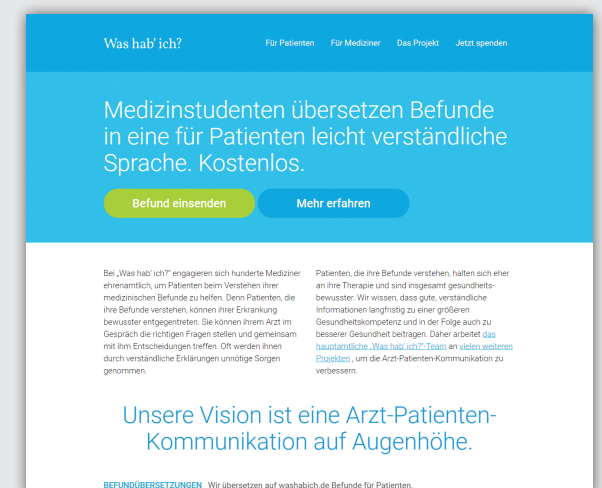 Was hab' ich?
Für Patienten Für Mediziner Das Projekt Jetzt spenden
Medizinstudenten übersetzen Befunde
in eine für Patienten leicht verständliche
Sprache. Kostenlos.
Befund einsenden
Mehr erfahren
Bei „Was hab' ich?" engagieren sich hunderte Mediziner
ehrenamtlich, um Patienten beim Verstehen ihrer
medizinischen Befunde zu helfen. Denn Patienten, die
ihre Befunde verstehen, können ihrer Erkrankung
bewusster entgegentreten. Sie können ihrem Arzt im
Gespräch die richtigen Fragen stellen und gemeinsam
mit ihm Entscheidungen treffen. Oft werden ihnen
durch verständliche Erklärungen unnötige Sorgen
genommen.
Patienten, die ihre Befunde verstehen, halten sich eher
an ihre Therapie und sind insgesamt gesundheits-
bewusster. Wir wissen, dass gute, verständliche
Informationen langfristig zu einer größeren
Gesundheitskompetenz und in der Folge auch zu
besserer Gesundheit beitragen. Daher arbeitet das
hauptamtliche „Was hab' ich?"-Team an vielen weiteren
Projekten , um die Arzt-Patienten-Kommunikation zu
verbessern.
Unsere Vision ist eine Arzt-Patienten-
Kommunikation auf Augenhöhe.
BEFUNDÜBERSETZUNGEN Wir übersetzen auf washabich.de Befunde für Patienten.